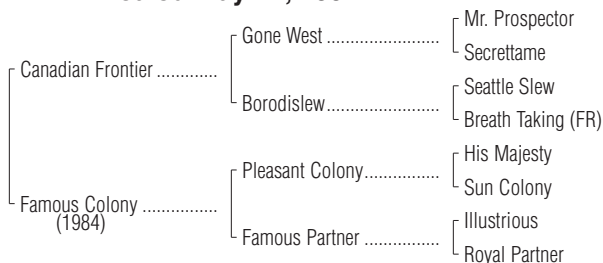 Mr. Prospector
Gone West ........................
Secrettame
Canadian Frontier .............
Seattle Slew
Borodislew........................
Breath Taking (FR)
His Majesty
Pleasant Colony................
Sun Colony
Famous Colony ................
(1984)
Illustrious
Famous Partner ................
Royal Partner